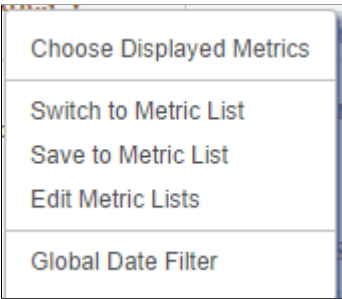 Choose Displayed Metrics
Switch to Metric List
Save to Metric List
Edit Metric Lists
Global Date Filter